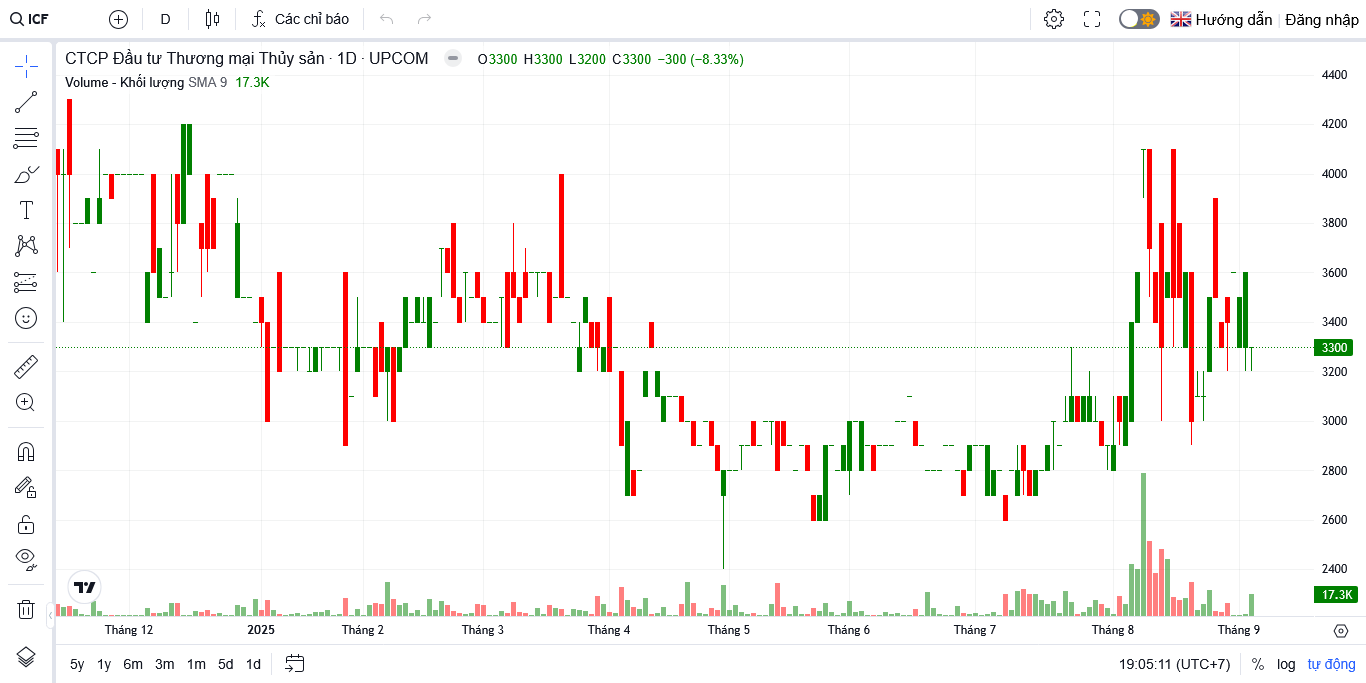 ICF D Các chỉ báo Hướng dẫn Đăng nhập
CTCP Đầu tư Thương mại Thủy sản · 1D · UPCOM O3300 H3300 L3200 C3300 −300 (−8.33%)
Volume - Khối lượng SMA 9 17.3K
4400
4200
4000
3800
3600
3400
3300
3200
3000
2800
2600
2400
17.3K
Tháng 12 2025 Tháng 2 Tháng 3 Tháng 4 Tháng 5 Tháng 6 Tháng 7 Tháng 8 Tháng 9
5y 1y 6m 3m 1m 5d 1d 19:05:11 (UTC+7) % log tự động